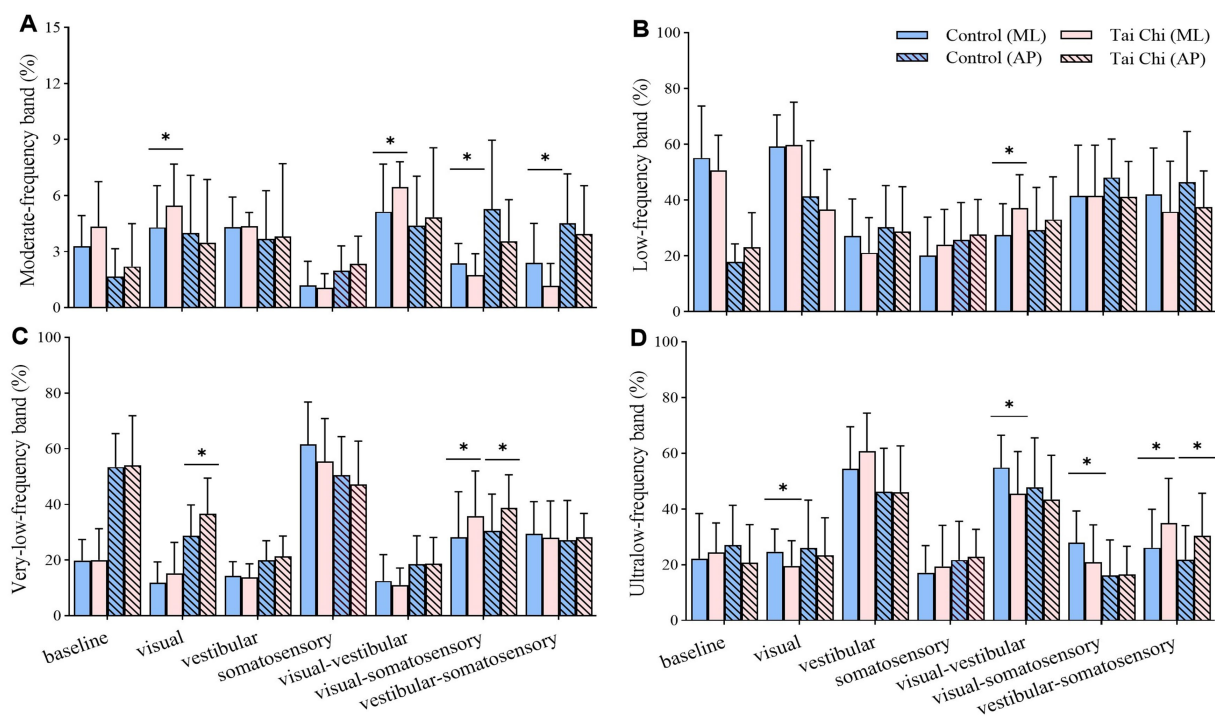 A
Moderate-frequency band (%)
15
12
9
6
3
0
*
*
*
*
B
Control (ML)
Tai Chi (ML)
Control (AP)
Tai Chi (AP)
Low-frequency band (%)
100
80
60
40
20
0
*
C
Very-low-frequency band (%)
100
80
60
40
20
0
*
*
*
baseline
visual
vestibular
somatosensory
visual-vestibular
visual-somatosensory
vestibular-somatosensory
D
Ultralow-frequency band (%)
100
80
60
40
20
0
*
*
*
*
*
baseline
visual
vestibular
somatosensory
visual-vestibular
visual-somatosensory
vestibular-somatosensory